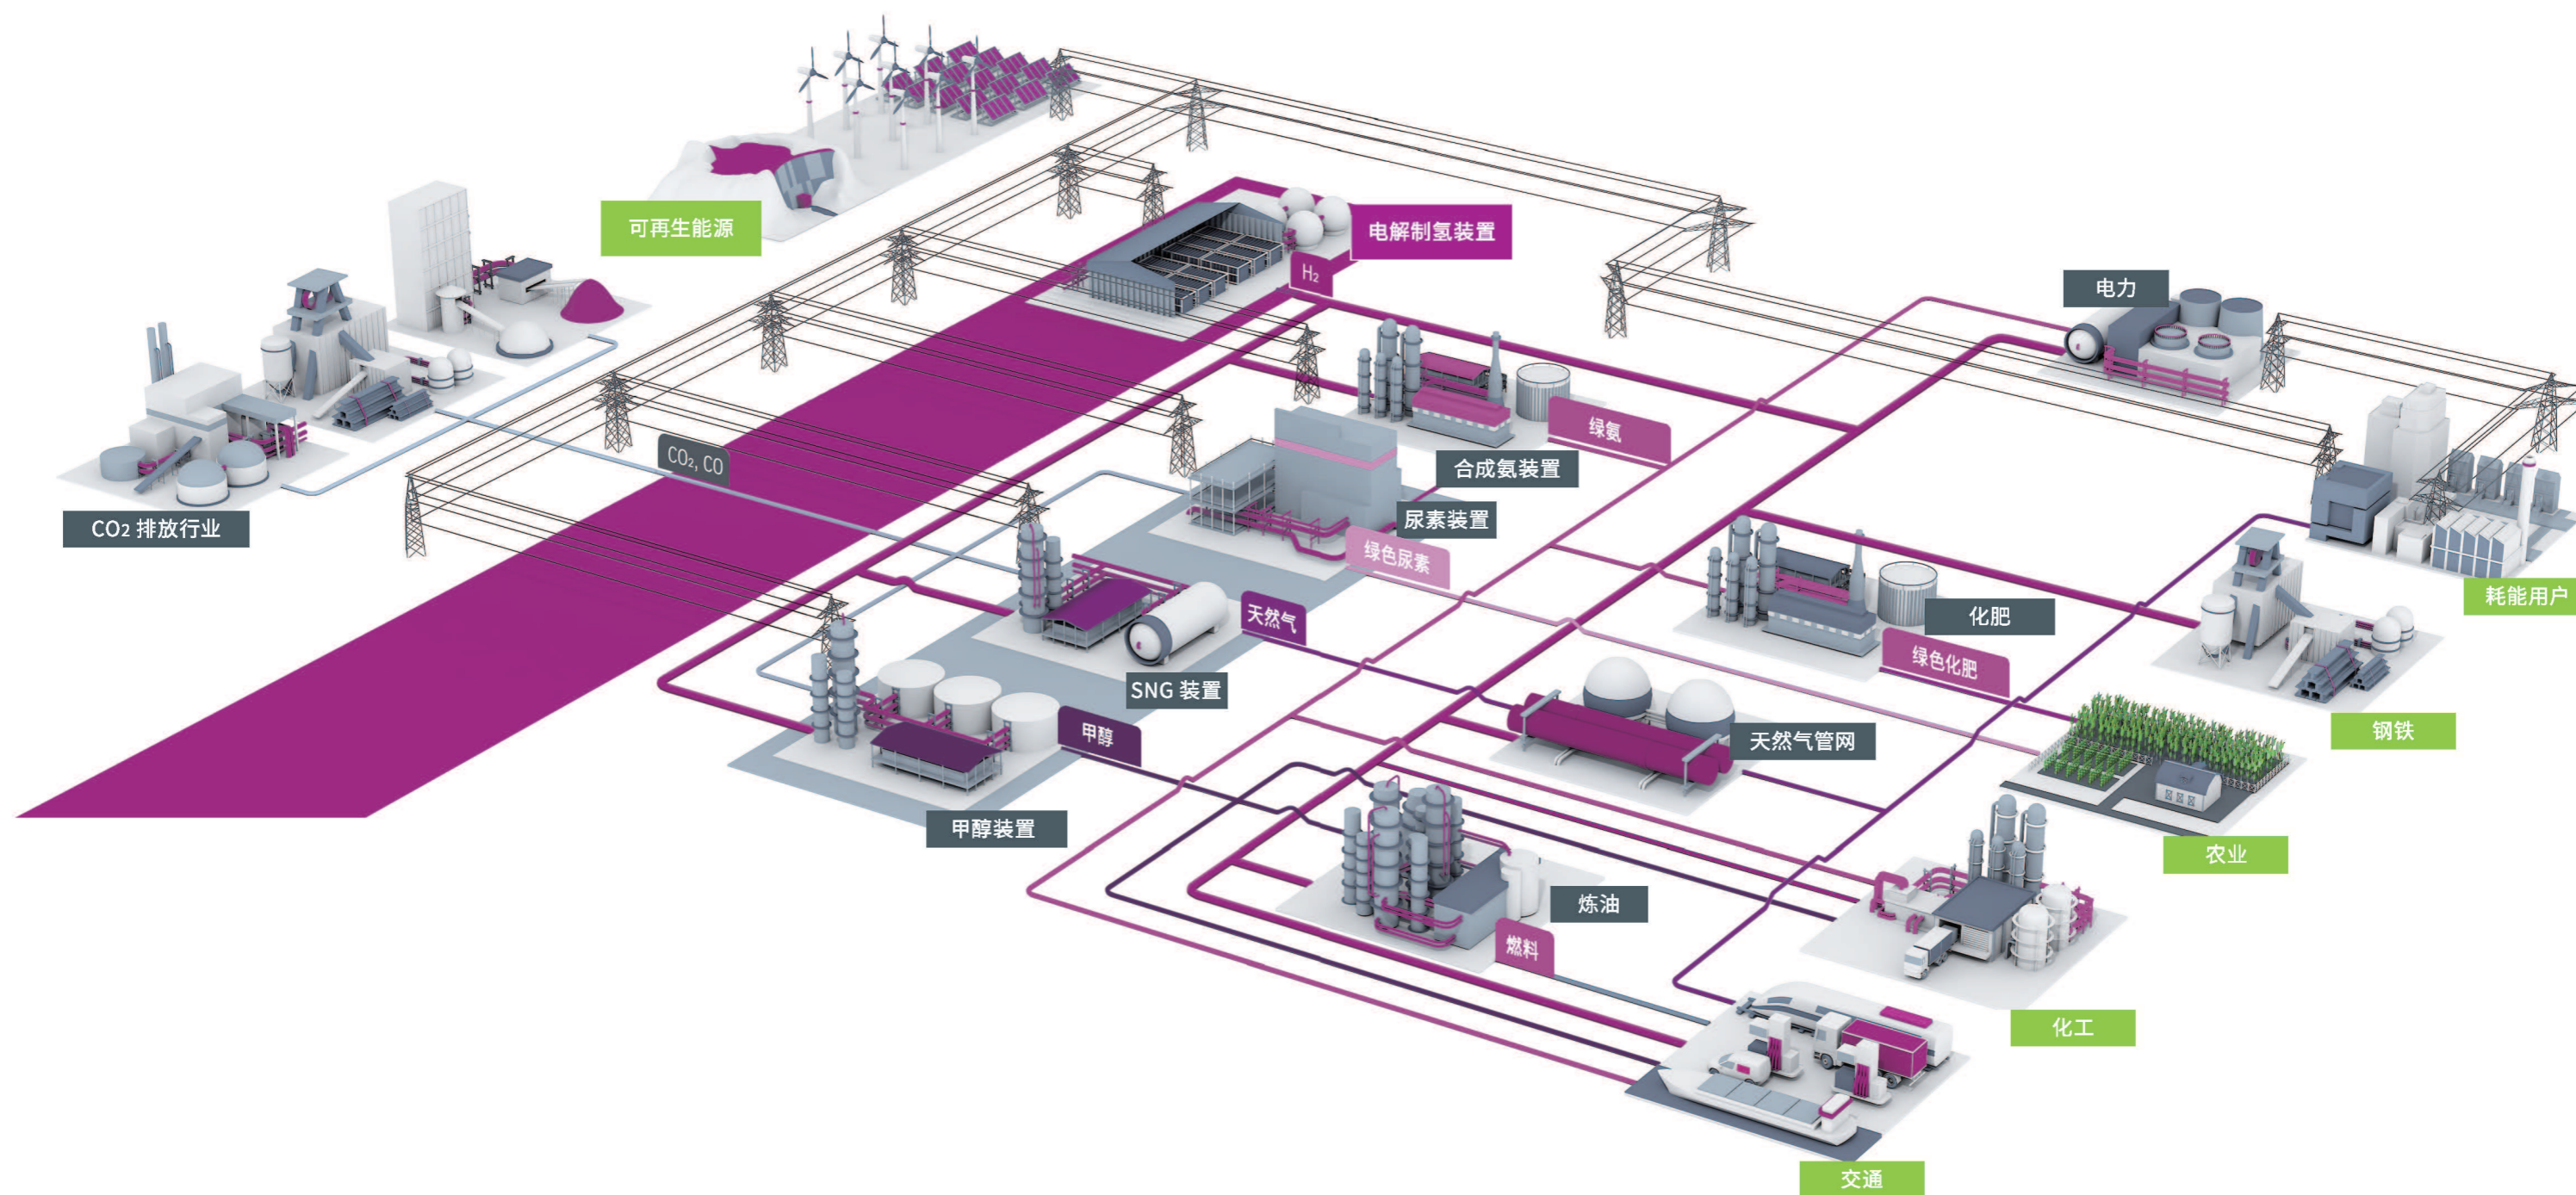 可再生能源
电解制氢装置
H₂
电力
绿氨
合成氨装置
CO₂, CO
CO2 排放行业
尿素装置
绿色尿素
耗能用户
天然气
化肥
绿色化肥
SNG 装置
钢铁
甲醇
天然气管网
甲醇装置
农业
炼油
燃料
化工
交通